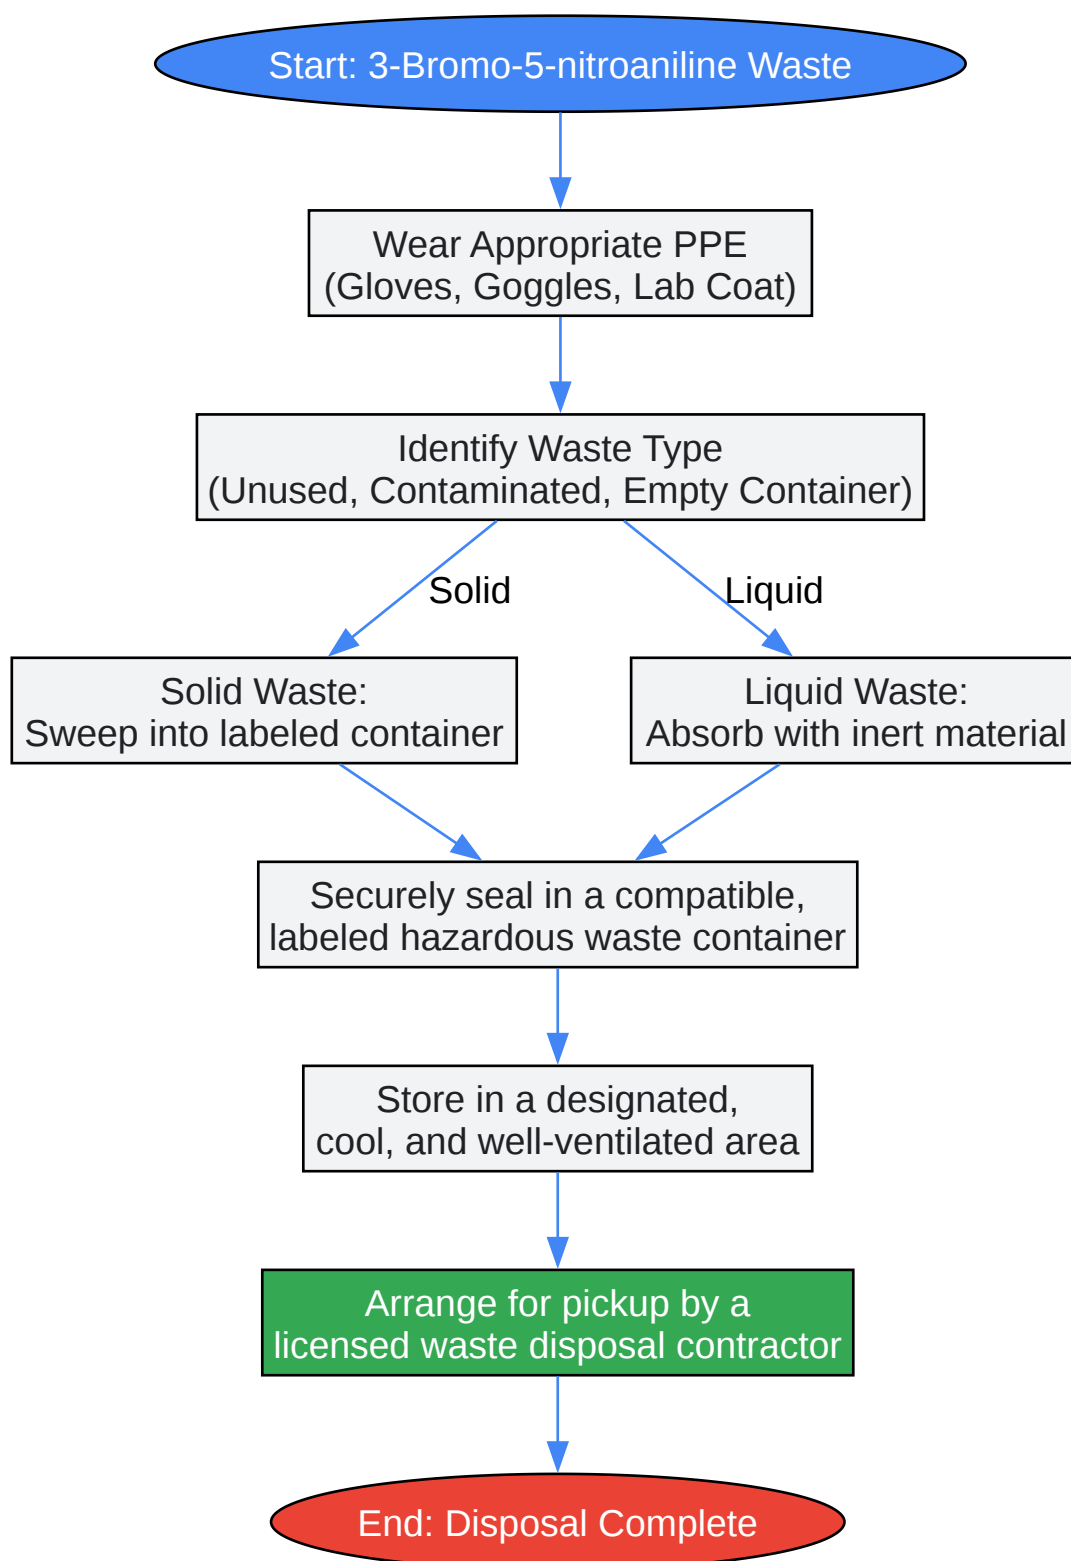 Start: 3-Bromo-5-nitroaniline Waste
Wear Appropriate PPE
(Gloves, Goggles, Lab Coat)
Identify Waste Type
(Unused, Contaminated, Empty Container)
Solid
Liquid
Solid Waste:
Sweep into labeled container
Liquid Waste:
Absorb with inert material
Securely seal in a compatible,
labeled hazardous waste container
Store in a designated,
cool, and well-ventilated area
Arrange for pickup by a
licensed waste disposal contractor
End: Disposal Complete